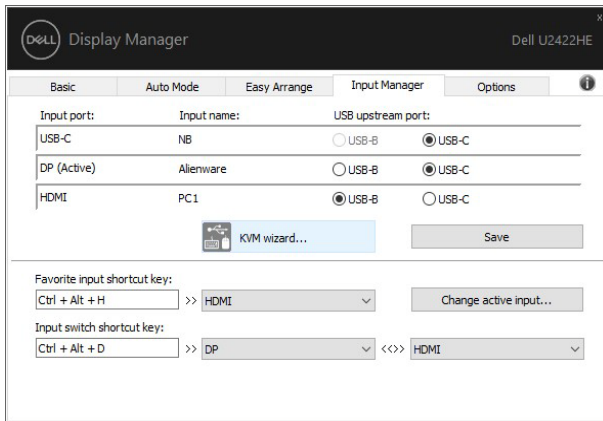 x
DELL Display Manager Dell U2422HE
Basic Auto Mode Easy Arrange Input Manager Options i
Input port: Input name: USB upstream port:
USB-C NB USB-B USB-C
DP (Active) Alienware USB-B USB-C
HDMI PC1 USB-B USB-C
KVM wizard... Save
Favorite input shortcut key:
Ctrl + Alt + H >> HDMI Change active input...
Input switch shortcut key:
Ctrl + Alt + D >> DP <<>> HDMI